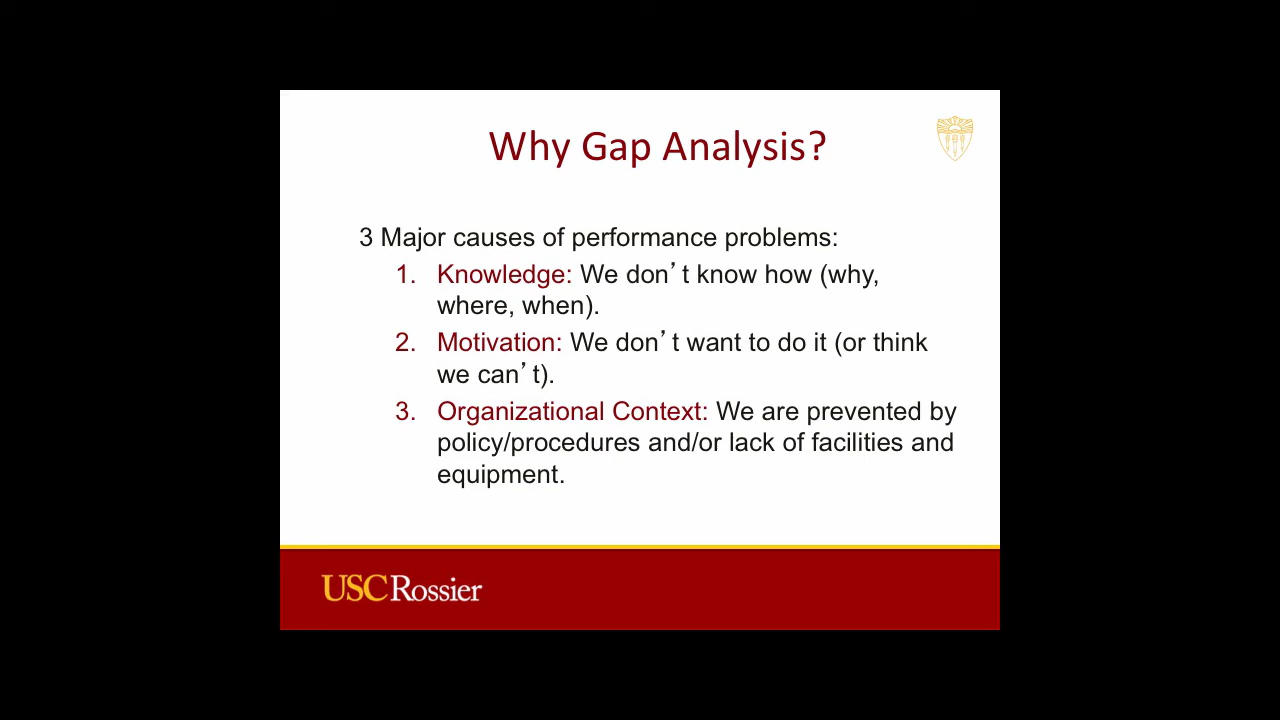 Why Gap Analysis?
3 Major causes of performance problems:
1. Knowledge: We don’t know how (why,
where, when).
2. Motivation: We don’t want to do it (or think
we can’t).
3. Organizational Context: We are prevented by
policy/procedures and/or lack of facilities and
equipment.
USC Rossier